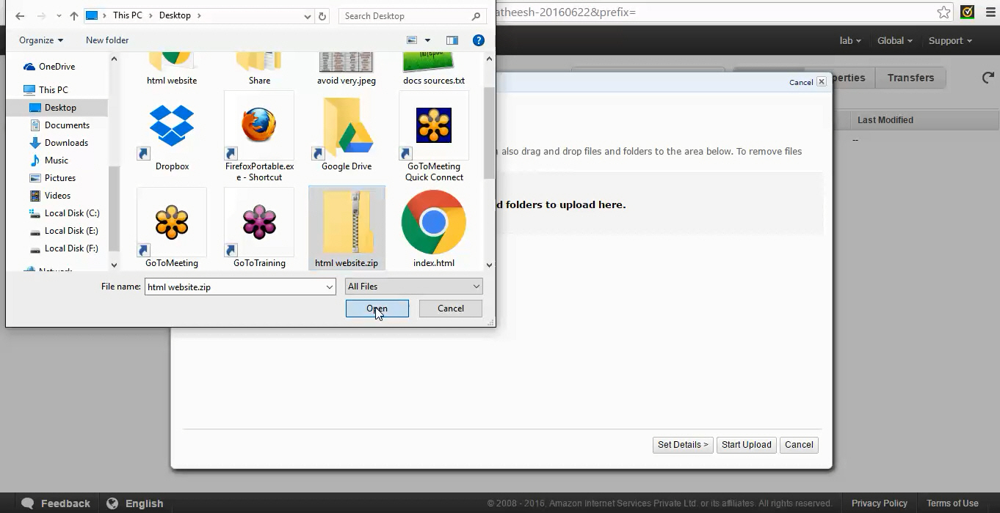 This PC
Desktop
Search Desktop
atheesh-20160622&prefix=
Organize
New folder
lab
Global
Support
OneDrive
This PC
Desktop
Documents
Downloads
Music
Pictures
Videos
Local Disk (C:)
Local Disk (E:)
Local Disk (F:)
html website
Share
avoid very.jpeg
docs sources.txt
Dropbox
FirefoxPortable.ex
e - Shortcut
Google Drive
GoToMeeting
Quick Connect
GoToMeeting
GoToTraining
html website.zip
index.html
File name:
html website.zip
All Files
Open
Cancel
Cancel
perties
Transfers
Last Modified
--
also drag and drop files and folders to the area below. To remove files
d folders to upload here.
Set Details >
Start Upload
Cancel
Feedback
English
© 2008 - 2016, Amazon Internet Services Private Ltd. or its affiliates. All rights reserved.
Privacy Policy
Terms of Use